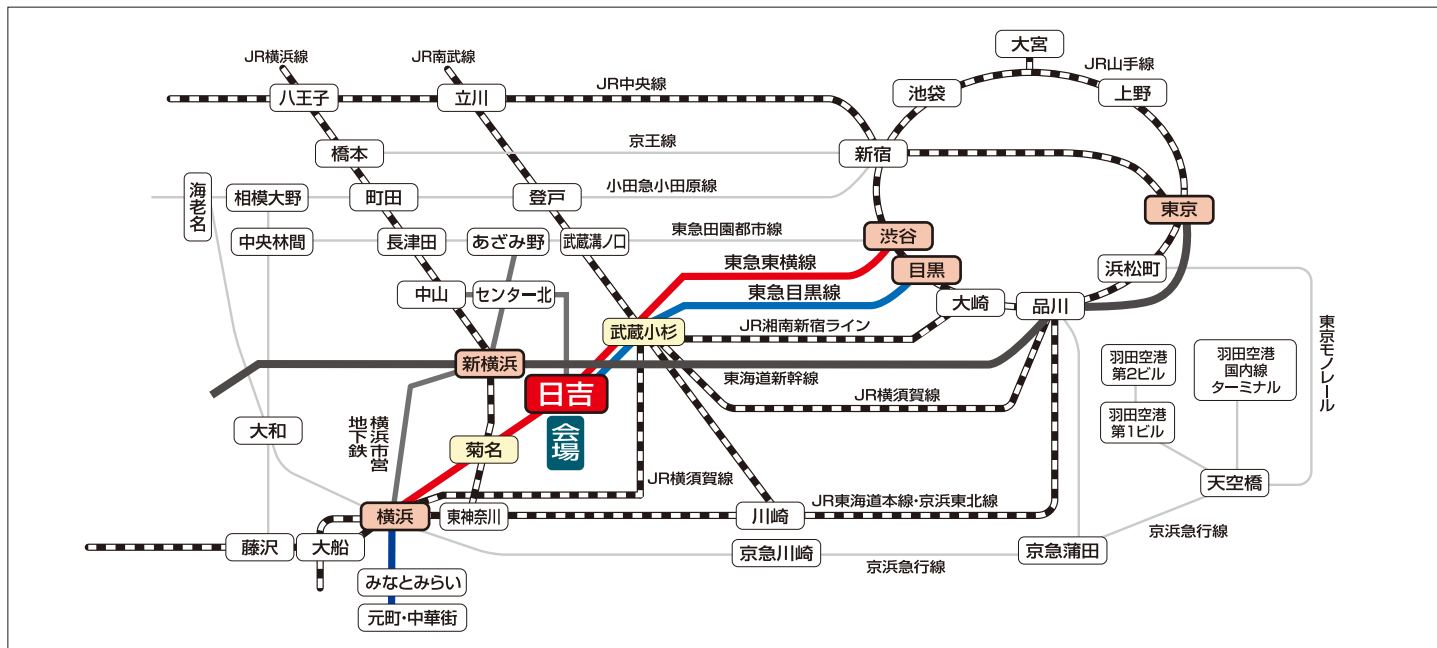 JR横浜線
JR南武線
大宮
JR山手線
八王子
立川
JR中央線
池袋
上野
橋本
京王線
新宿
海老名
相模大野
町田
登戸
小田急小田原線
東京
中央林間
長津田
あざみ野
武蔵溝ノ口
東急田園都市線
渋谷
東急東横線
目黒
浜松町
中山
センター北
東急目黒線
大崎
品川
武蔵小杉
JR湘南新宿ライン
東京モノレール
新横浜
東海道新幹線
羽田空港
第2ビル
羽田空港
国内線
ターミナル
日吉
JR横須賀線
会場
羽田空港
第1ビル
大和
横浜市営
地下鉄
菊名
JR横須賀線
天空橋
横浜
東神奈川
川崎
JR東海道本線・京浜東北線
京浜急行線
藤沢
大船
京急川崎
京浜急行線
京急蒲田
みなとみらい
元町・中華街